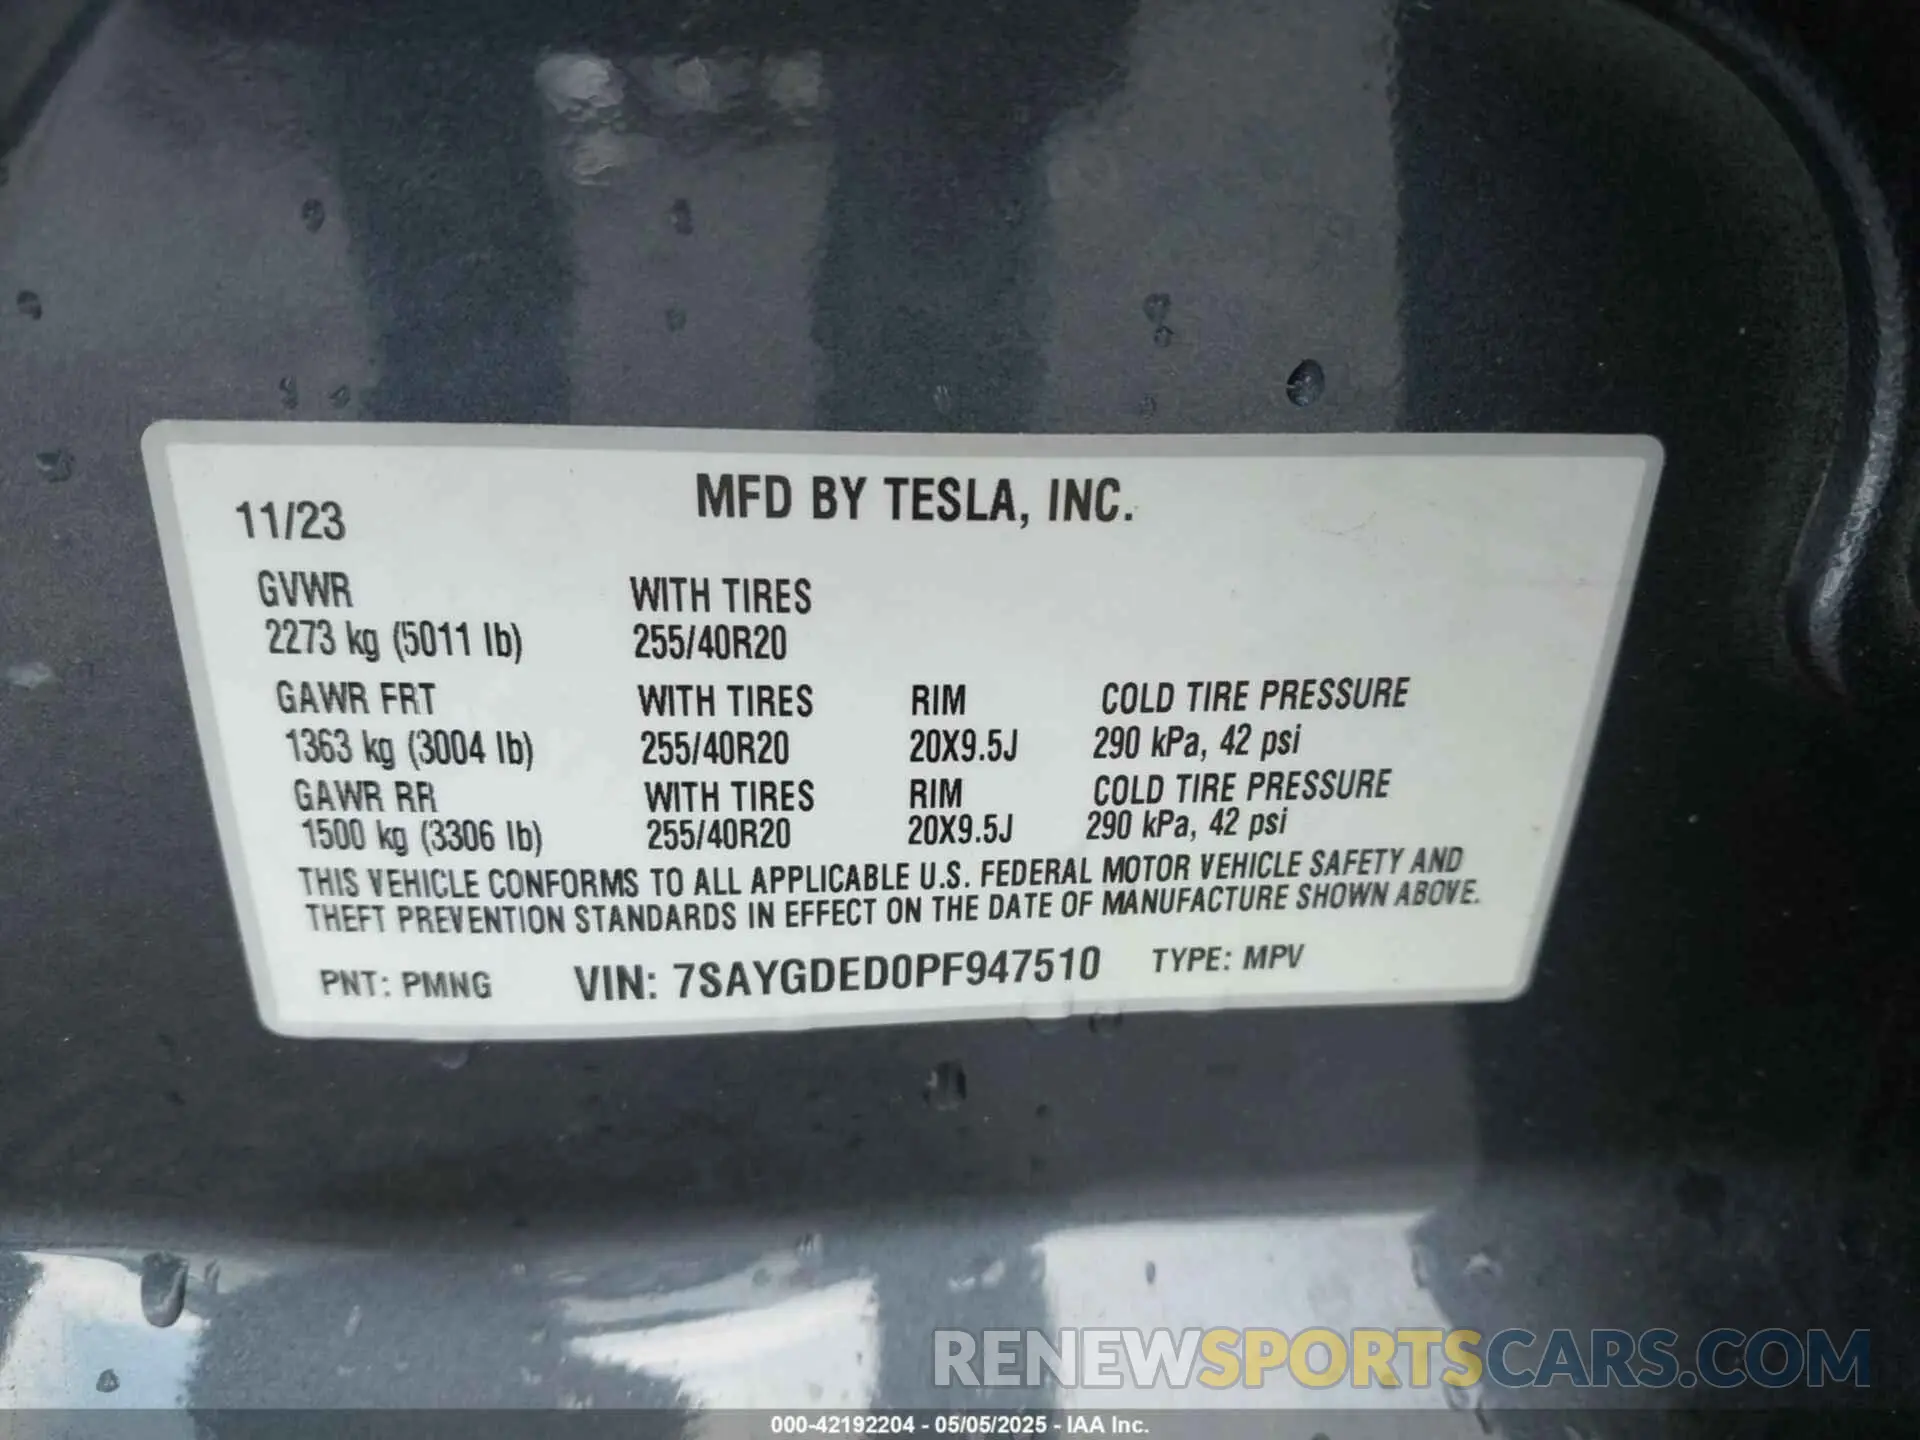 11/23 MFD BY TESLA, INC.
GVWR WITH TIRES
2273 kg (5011 lb) 255/40R20
GAWR FRT WITH TIRES RIM COLD TIRE PRESSURE
1363 kg (3004 lb) 255/40R20 20X9.5J 290 kPa, 42 psi
GAWR RR WITH TIRES RIM COLD TIRE PRESSURE
1500 kg (3306 lb) 255/40R20 20X9.5J 290 kPa, 42 psi
THIS VEHICLE CONFORMS TO ALL APPLICABLE U.S. FEDERAL MOTOR VEHICLE SAFETY AND
THEFT PREVENTION STANDARDS IN EFFECT ON THE DATE OF MANUFACTURE SHOWN ABOVE.
PNT: PMNG VIN: 7SAYGDED0PF947510 TYPE: MPV
RENEWSPORTSCARS.COM
000-42192204 - 05/05/2025 - IAA Inc.